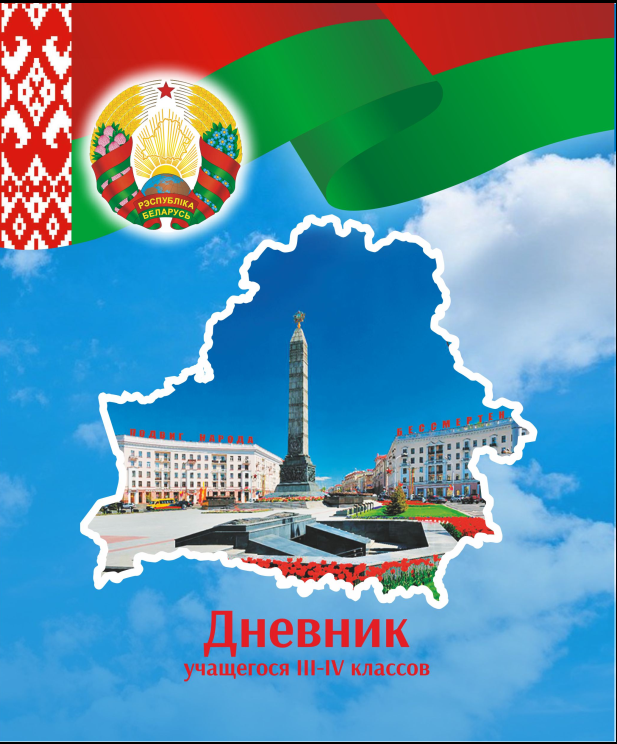 РЭСПУБЛІКА
БЕЛАРУСЬ
ПОДВИГ НАРОДА
БЕССМЕРТЕН
Дневник
учащегося III-IV классов